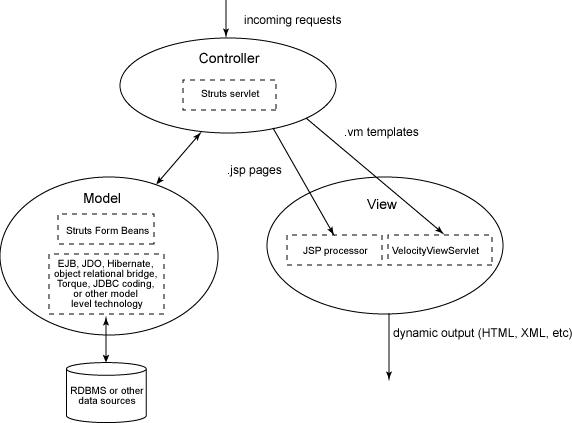 incoming requests
Controller
Struts servlet
.vm templates
.jsp pages
Model
View
Struts Form Beans
JSP processor
VelocityViewServlet
EJB, JDO, Hibernate,
object relational bridge,
Torque, JDBC coding,
or other model
level technology
dynamic output (HTML, XML, etc)
RDBMS or other
data sources